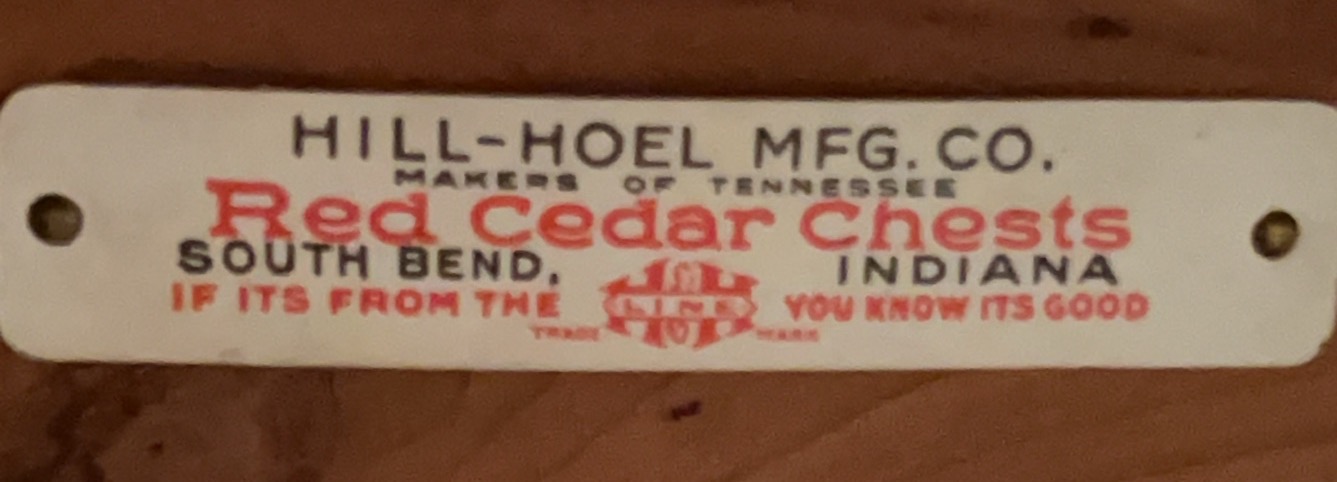 HILL-HOEL MFG. CO.
MAKERS OF TENNESSEE
Red Cedar Chests
SOUTH BEND, INDIANA
IF ITS FROM THE LINE YOU KNOW ITS GOOD
TRADE MARK